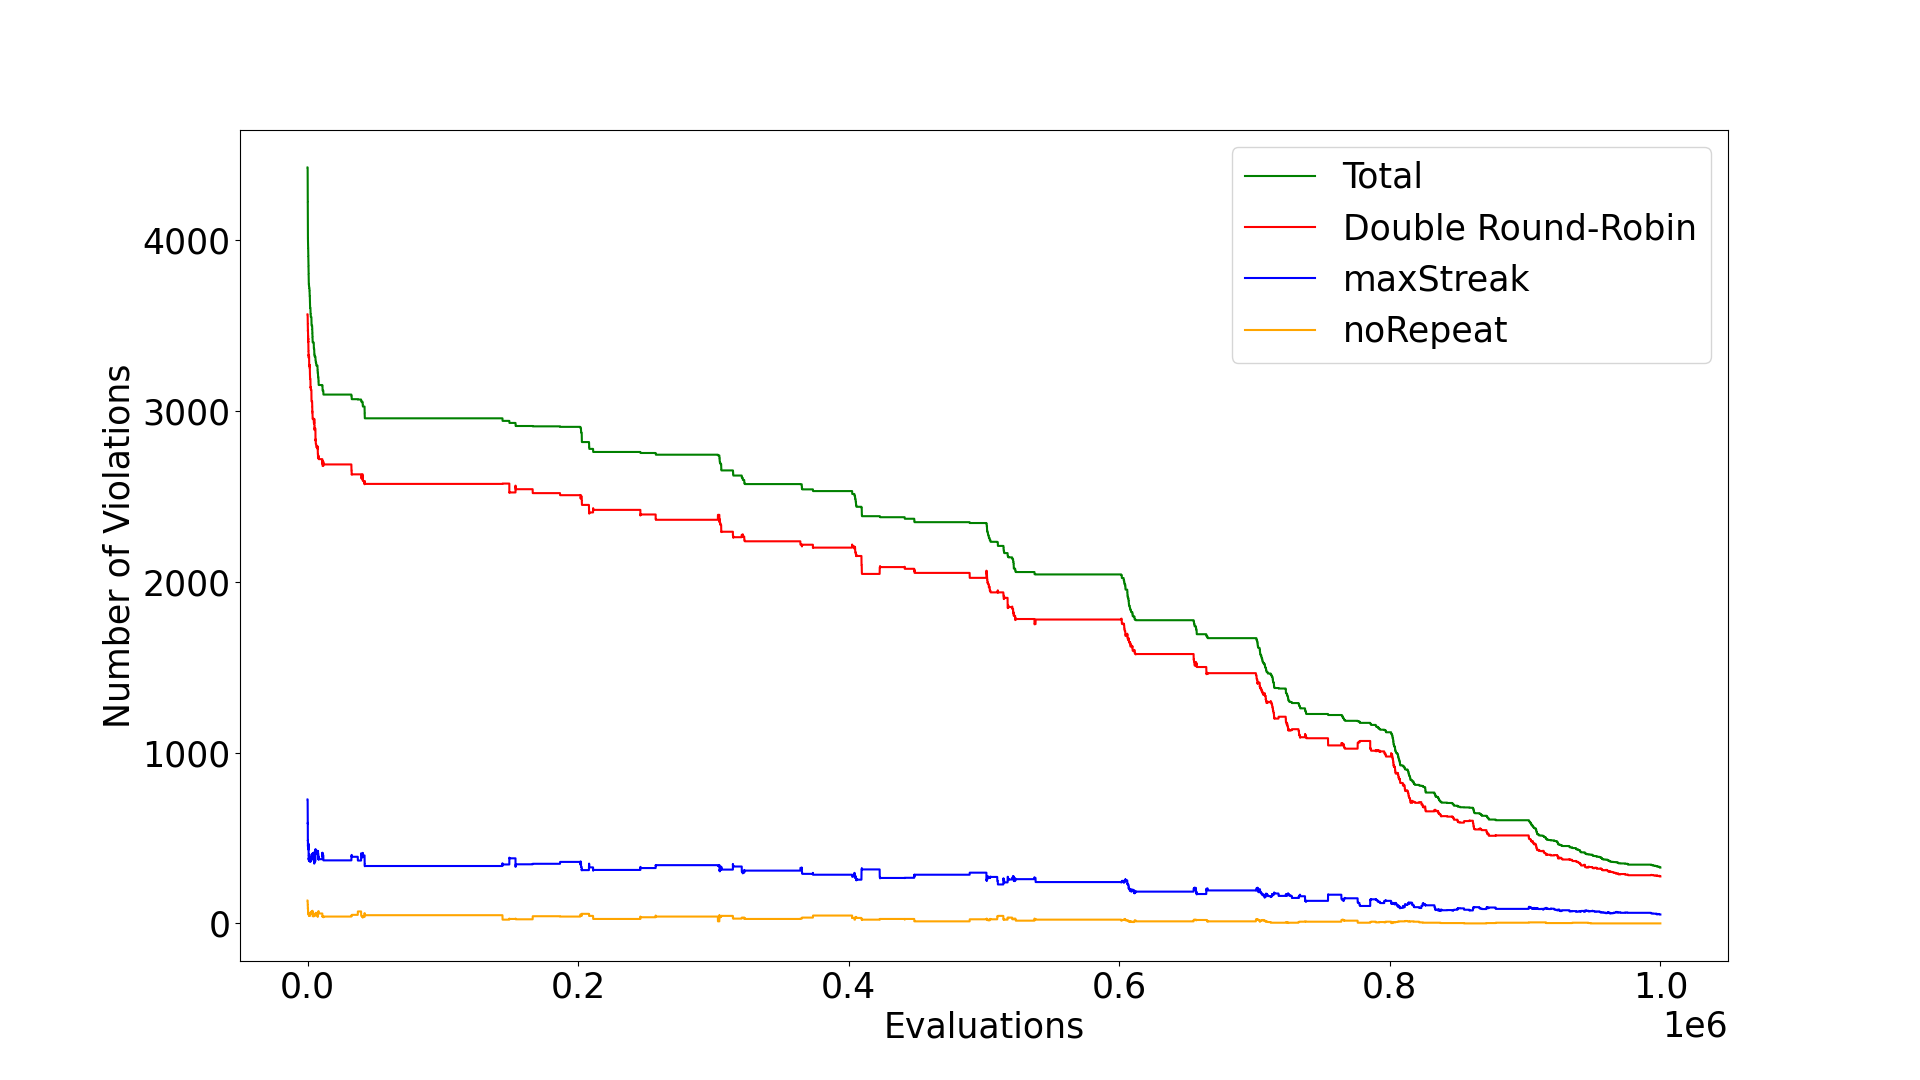 Total
Double Round-Robin
maxStreak
noRepeat
Number of Violations
4000
3000
2000
1000
0
0.0 0.2 0.4 0.6 0.8 1.0
Evaluations
1e6